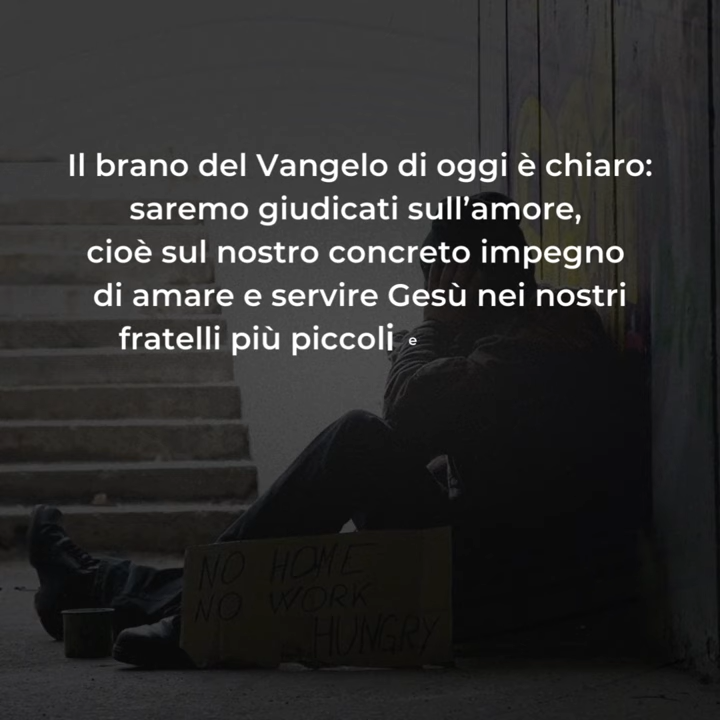 Il brano del Vangelo di oggi è chiaro:
saremo giudicati sull’amore,
cioè sul nostro concreto impegno
di amare e servire Gesù nei nostri
fratelli più piccoli e
NO HOME
NO WORK
HUNGRY